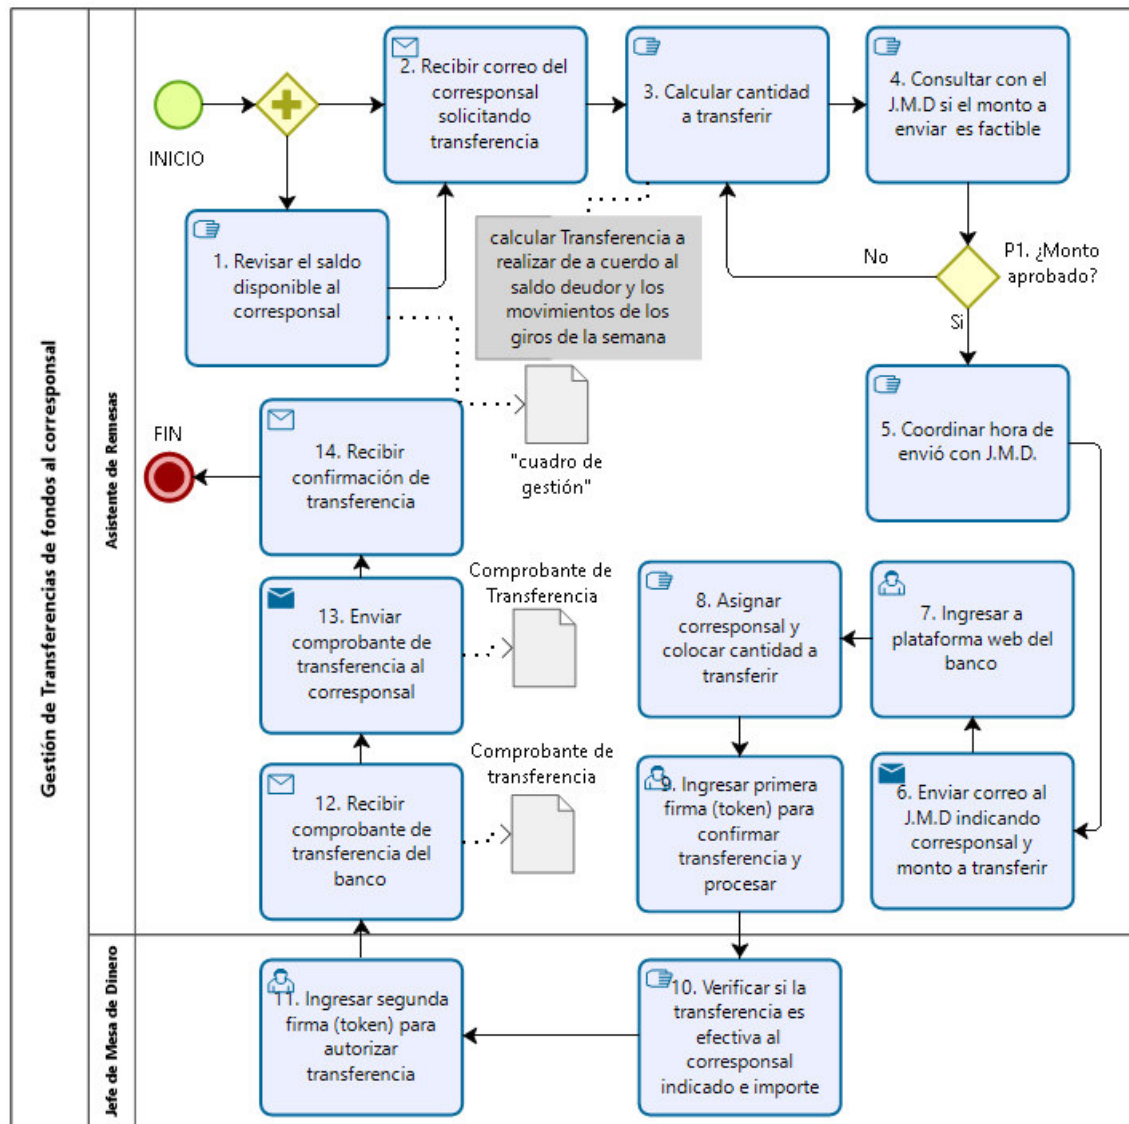 Gestión de Transferencias de fondos al corresponsal
Asistente de Remesas
INICIO
2. Recibir correo del
corresponsal
solicitando
transferencia
3. Calcular cantidad
a transferir
4. Consultar con el
J.M.D si el monto a
enviar es factible
1. Revisar el saldo
disponible al
corresponsal
calcular Transferencia a
realizar de a cuerdo al
saldo deudor y los
movimientos de los
giros de la semana
No
P1. ¿Monto
aprobado?
Si
"cuadro de
gestión"
5. Coordinar hora de
envió con J.M.D.
FIN
14. Recibir
confirmación de
transferencia
Comprobante de
Transferencia
13. Enviar
comprobante de
transferencia al
corresponsal
8. Asignar
corresponsal y
colocar cantidad a
transferir
7. Ingresar a
plataforma web del
banco
Comprobante de
transferencia
12. Recibir
comprobante de
transferencia del
banco
9. Ingresar primera
firma (token) para
confirmar
transferencia y
procesar
6. Enviar correo al
J.M.D indicando
corresponsal y
monto a transferir
Jefe de Mesa de Dinero
11. Ingresar segunda
firma (token) para
autorizar
transferencia
10. Verificar si la
transferencia es
efectiva al
corresponsal
indicado e importe